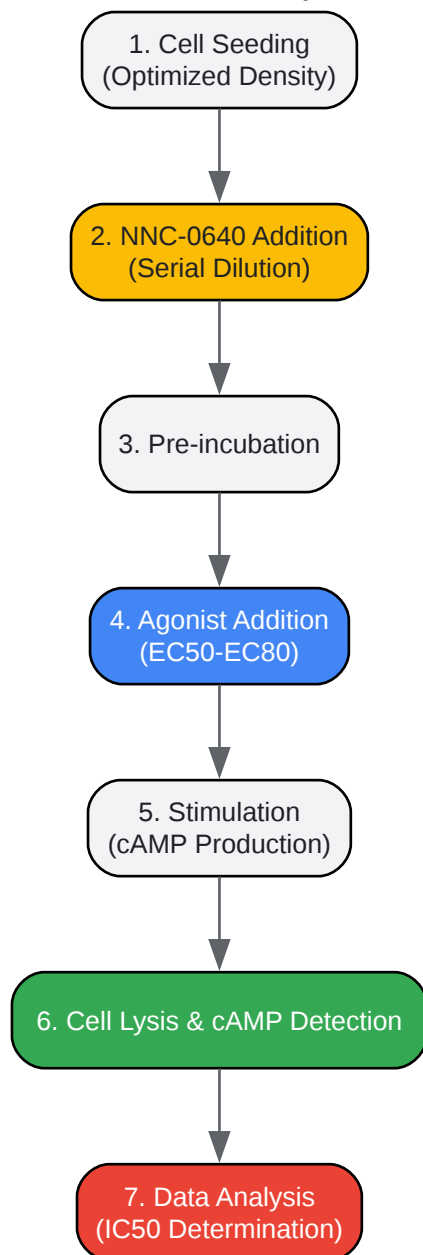 1. Cell Seeding
(Optimized Density)
2. NNC-0640 Addition
(Serial Dilution)
3. Pre-incubation
4. Agonist Addition
(EC50-EC80)
5. Stimulation
(cAMP Production)
6. Cell Lysis & cAMP Detection
7. Data Analysis
(IC50 Determination)